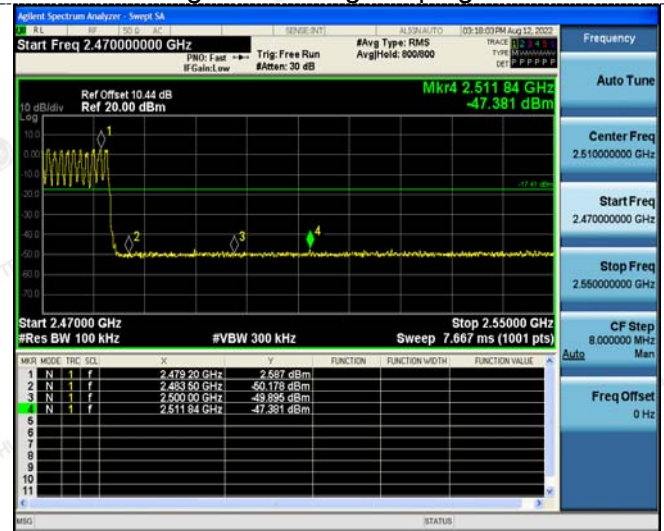 Agilent Spectrum Analyzer - Swept SA
RL RF 50 Ω AC SENSE:INT ALIGN AUTO 03:18:03 PM Aug 12, 2022
Start Freq 2.470000000 GHz
PNO: Fast
IFGain:Low
Trig: Free Run
#Atten: 30 dB
#Avg Type: RMS
Avg|Hold: 800/800
TRACE 1 2 3 4 5 6
TYPE
DET P P P P P P
Frequency
Mkr4 2.511 84 GHz
-47.381 dBm
Ref Offset 10.44 dB
10 dB/div Ref 20.00 dBm
Log
10.0
0.00
-10.0
-20.0
-30.0
-40.0
-50.0
-60.0
-70.0
1
2
3
4
-17.41 dBm
Start 2.47000 GHz
Stop 2.55000 GHz
#Res BW 100 kHz
#VBW 300 kHz
Sweep 7.667 ms (1001 pts)
MKR MODE TRC SCL X Y FUNCTION FUNCTION WIDTH FUNCTION VALUE
1 N 1 f 2.479 20 GHz 2.587 dBm
2 N 1 f 2.483 50 GHz -50.178 dBm
3 N 1 f 2.500 00 GHz -49.895 dBm
4 N 1 f 2.511 84 GHz -47.381 dBm
5
6
7
8
9
10
11
MSG
STATUS
Auto Tune
Center Freq
2.510000000 GHz
Start Freq
2.470000000 GHz
Stop Freq
2.550000000 GHz
CF Step
8.000000 MHz
Auto Man
Freq Offset
0 Hz